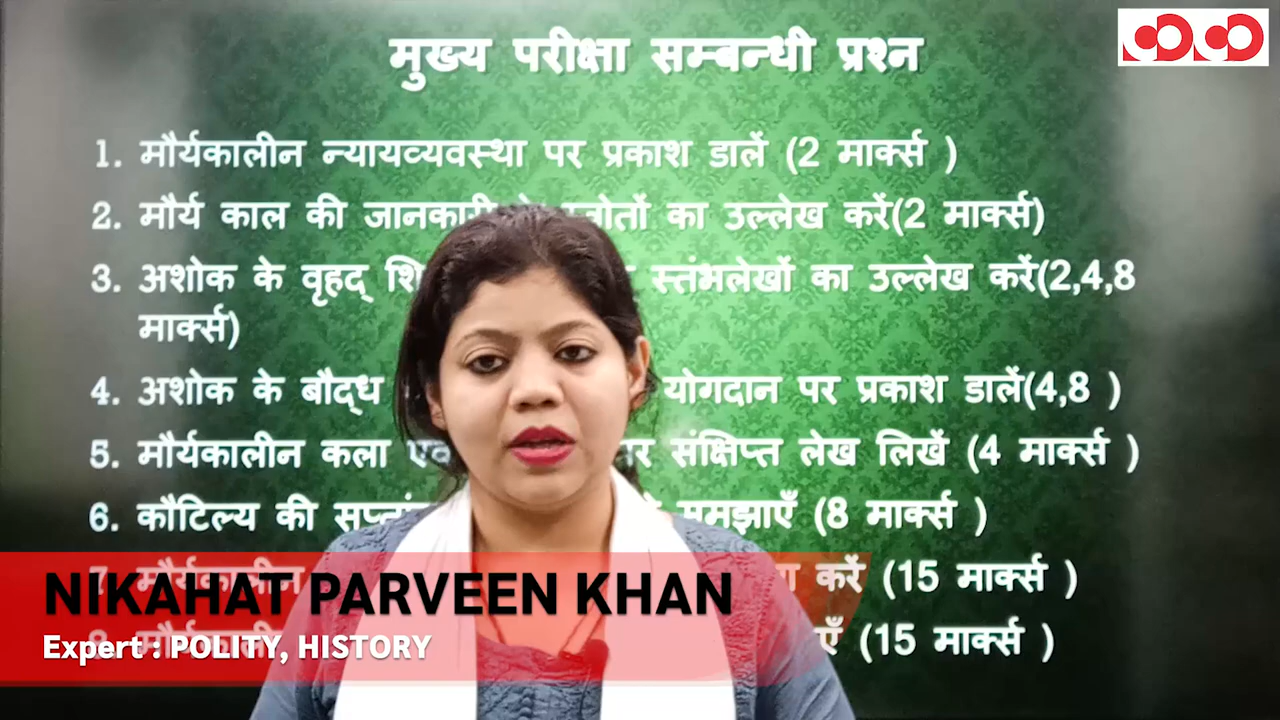 मुख्य परीक्षा सम्बन्धी प्रश्न
1. मौर्यकालीन न्यायव्यवस्था पर प्रकाश डालें (2 मार्क्स )
2. मौर्य काल की जानकारी का उल्लेख करें(2 मार्क्स)
3. अशोक के वृहद् स्तंभलेखों का उल्लेख करें(2,4,8
मार्क्स)
4. अशोक के बौद्ध योगदान पर प्रकाश डालें(4,8 )
5. मौर्यकालीन कला संक्षिप्त लेख लिखें (4 मार्क्स )
6. कौटिल्य की समझाएँ (8 मार्क्स )
7. मौर्यकालीन करें (15 मार्क्स )
(15 मार्क्स )
NIKAHAT PARVEEN KHAN
Expert : POLITY, HISTORY